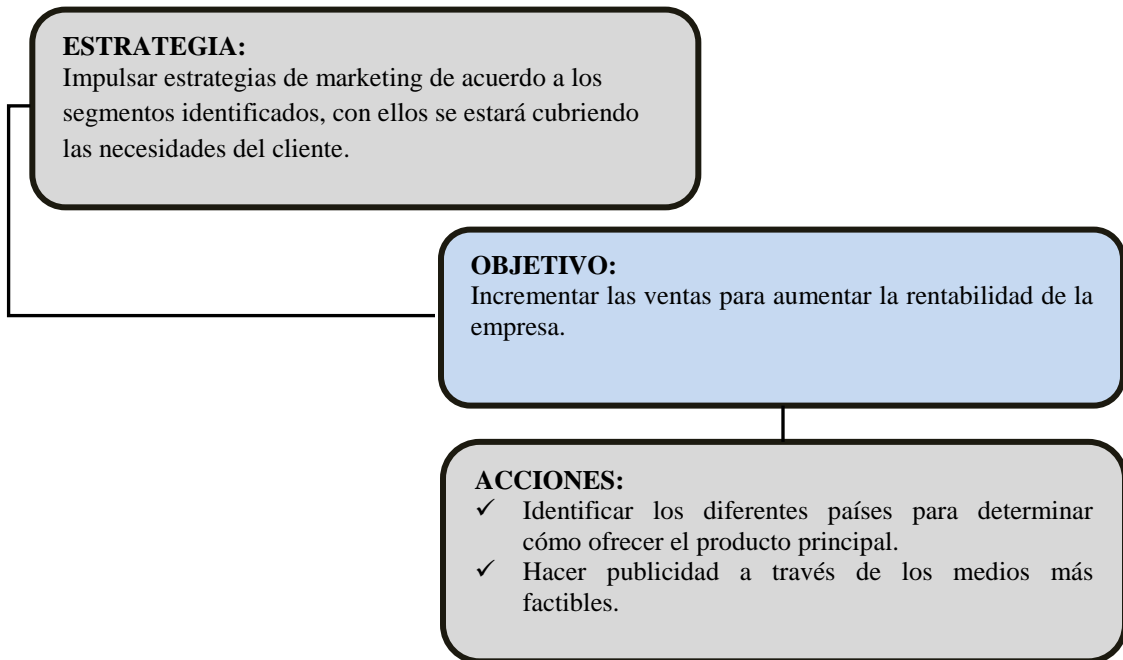 ESTRATEGIA:
Impulsar estrategias de marketing de acuerdo a los
segmentos identificados, con ellos se estará cubriendo
las necesidades del cliente.
OBJETIVO:
Incrementar las ventas para aumentar la rentabilidad de la
empresa.
ACCIONES:
✓ Identificar los diferentes países para determinar
cómo ofrecer el producto principal.
✓ Hacer publicidad a través de los medios más
factibles.